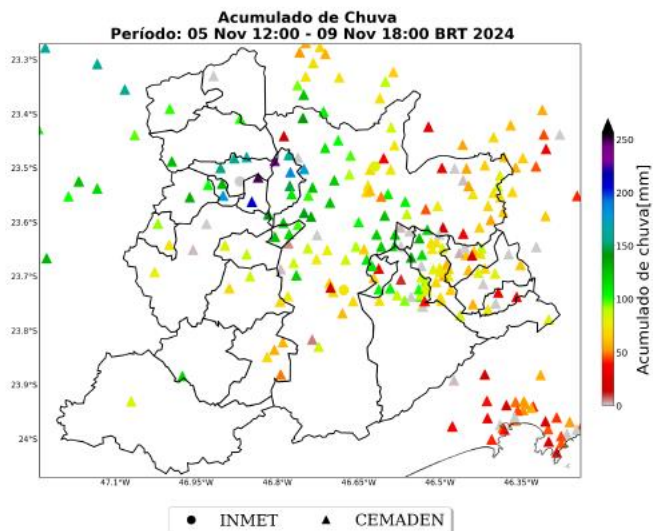 Acumulado de Chuva
Período: 05 Nov 12:00 - 09 Nov 18:00 BRT 2024
23.3°S
23.4°S
23.5°S
23.6°S
23.7°S
23.8°S
23.9°S
24°S
47.1°W
46.95°W
46.8°W
46.65°W
46.5°W
46.35°W
250
200
150
100
50
0
Acumulado de chuva[mm]
INMET
CEMADEN